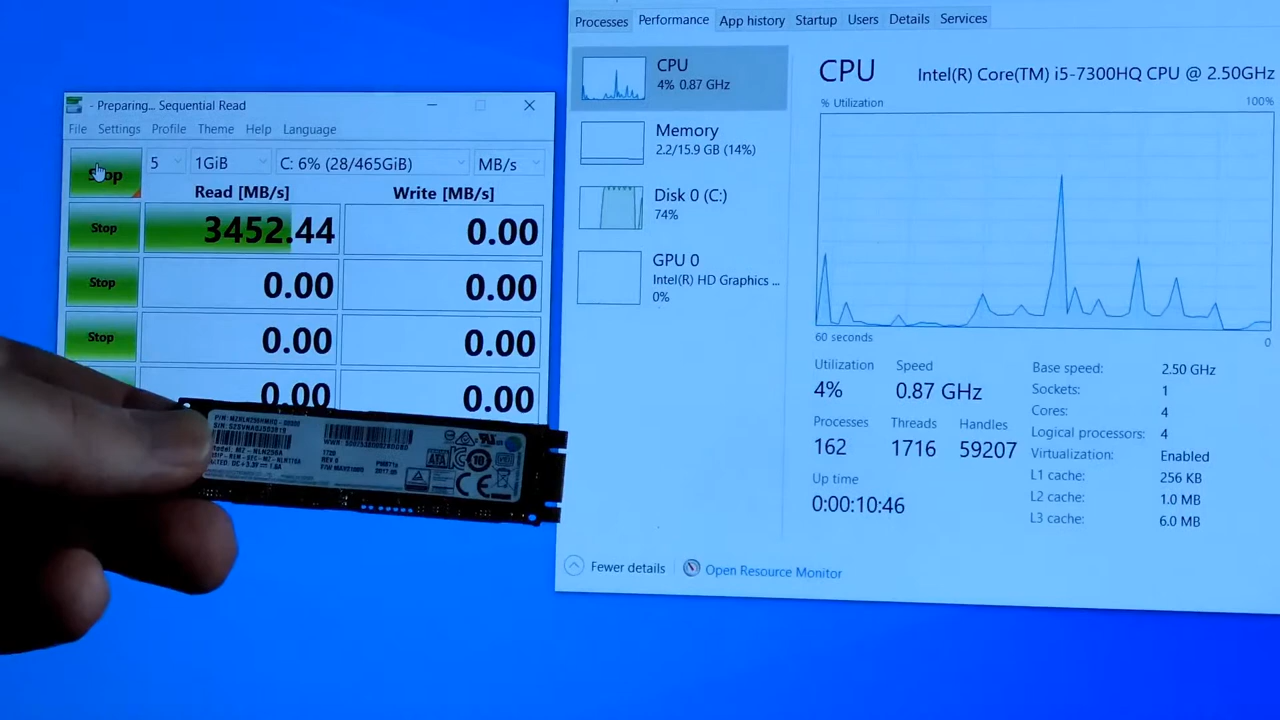 - Preparing... Sequential Read
File Settings Profile Theme Help Language
Stop 5 1GiB C: 6% (28/465GiB) MB/s
Read [MB/s] Write [MB/s]
Stop 3452.44 0.00
Stop 0.00 0.00
Stop 0.00 0.00
0.00 0.00
ATA
10
CE
Processes Performance App history Startup Users Details Services
CPU
4% 0.87 GHz
Memory
2.2/15.9 GB (14%)
Disk 0 (C:)
74%
GPU 0
Intel(R) HD Graphics ...
0%
CPU Intel(R) Core(TM) i5-7300HQ CPU @ 2.50GHz
% Utilization 100%
60 seconds 0
Utilization Speed
4% 0.87 GHz
Processes Threads Handles
162 1716 59207
Up time
0:00:10:46
Base speed: 2.50 GHz
Sockets: 1
Cores: 4
Logical processors: 4
Virtualization: Enabled
L1 cache: 256 KB
L2 cache: 1.0 MB
L3 cache: 6.0 MB
Fewer details Open Resource Monitor